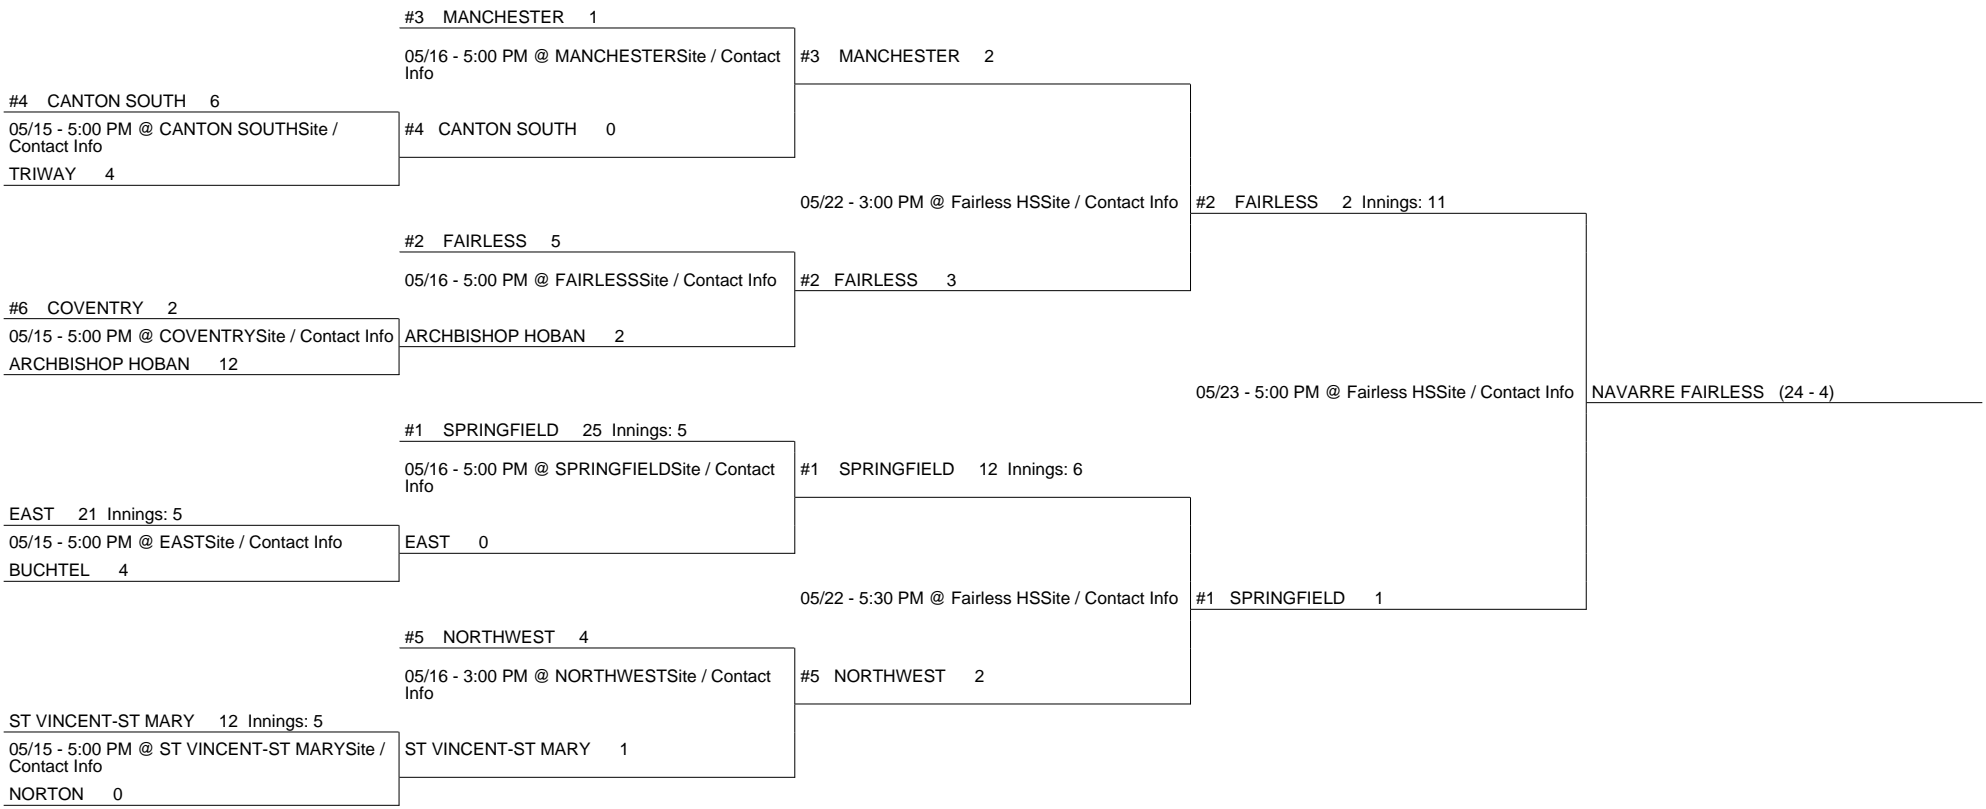 #3 MANCHESTER 1
05/16 - 5:00 PM @ MANCHESTERSite / Contact
Info
#3 MANCHESTER 2
#4 CANTON SOUTH 6
05/15 - 5:00 PM @ CANTON SOUTHSite /
Contact Info
#4 CANTON SOUTH 0
TRIWAY 4
05/22 - 3:00 PM @ Fairless HSSite / Contact Info
#2 FAIRLESS 2 Innings: 11
#2 FAIRLESS 5
05/16 - 5:00 PM @ FAIRLESSSite / Contact Info
#2 FAIRLESS 3
#6 COVENTRY 2
05/15 - 5:00 PM @ COVENTRYSite / Contact Info
ARCHBISHOP HOBAN 2
ARCHBISHOP HOBAN 12
05/23 - 5:00 PM @ Fairless HSSite / Contact Info
NAVARRE FAIRLESS (24 - 4)
#1 SPRINGFIELD 25 Innings: 5
05/16 - 5:00 PM @ SPRINGFIELDSite / Contact
Info
#1 SPRINGFIELD 12 Innings: 6
EAST 21 Innings: 5
05/15 - 5:00 PM @ EASTSite / Contact Info
EAST 0
BUCHTEL 4
05/22 - 5:30 PM @ Fairless HSSite / Contact Info
#1 SPRINGFIELD 1
#5 NORTHWEST 4
05/16 - 3:00 PM @ NORTHWESTSite / Contact
Info
#5 NORTHWEST 2
ST VINCENT-ST MARY 12 Innings: 5
05/15 - 5:00 PM @ ST VINCENT-ST MARYSite /
Contact Info
ST VINCENT-ST MARY 1
NORTON 0